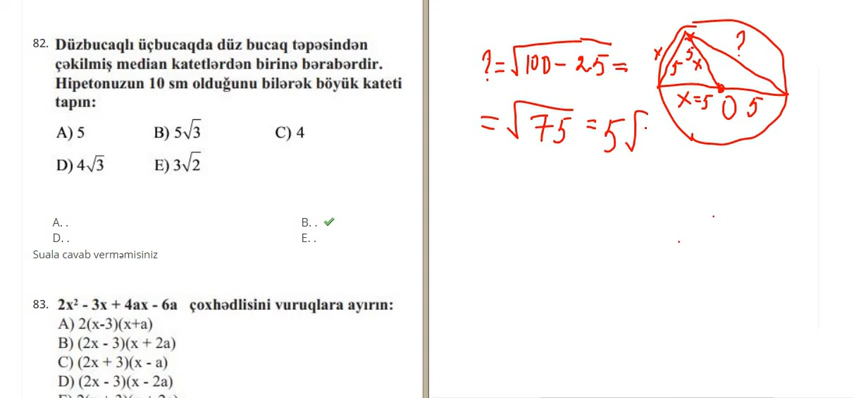 82. Düzbucaqlı üçbucaqda düz bucaq təpəsindən
çəkilmiş median katetlərdən birinə bərabərdir.
Hipetonuzun 10 sm olduğunu bilərək böyük kateti
tapın:
A) 5 B) 5√3 C) 4
D) 4√3 E) 3√2
A. . B. . ✔
D. . E. .
Suala cavab verməmisiniz
83. 2x² - 3x + 4ax - 6a çoxhədlisini vuruqlara ayırın:
A) 2(x-3)(x+a)
B) (2x - 3)(x + 2a)
C) (2x + 3)(x - a)
D) (2x - 3)(x - 2a)
?=√100-25=
=√75=5√
x
x
?
5
5
x
x=5 O 5